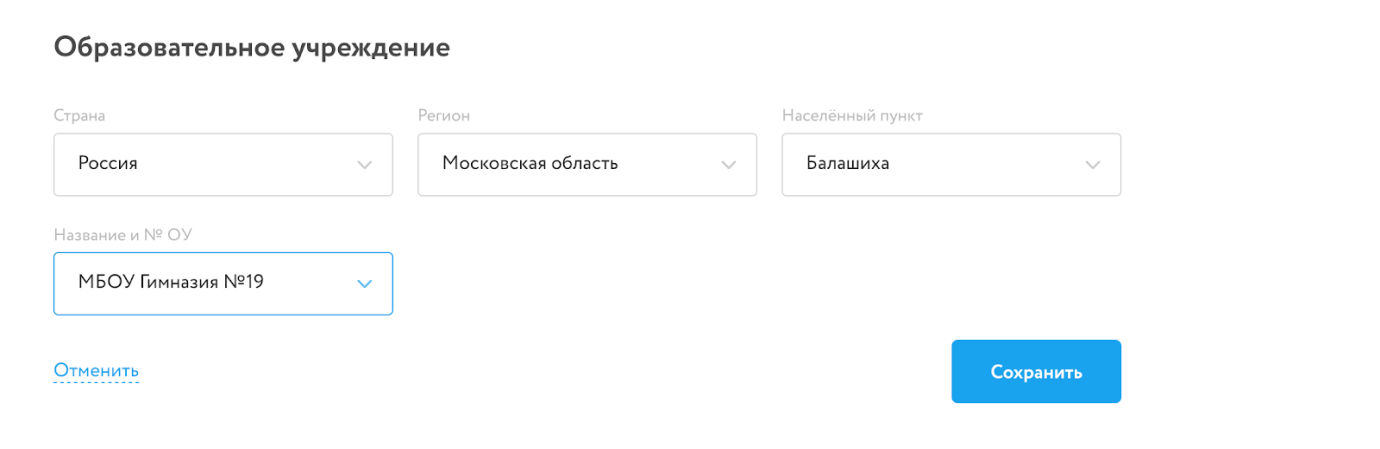 Образовательное учреждение
Страна Регион Населённый пункт
Россия Московская область Балашиха
Название и № ОУ
МБОУ Гимназия №19
Отменить Сохранить